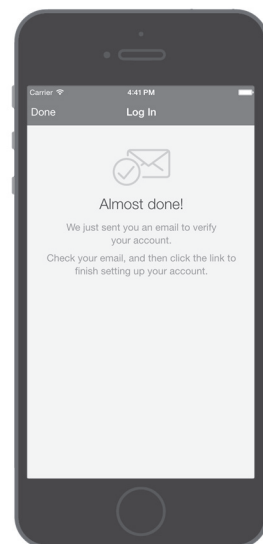 Carrier 4:41 PM
Done Log In
Almost done!
We just sent you an email to verify
your account.
Check your email, and then click the link to
finish setting up your account.